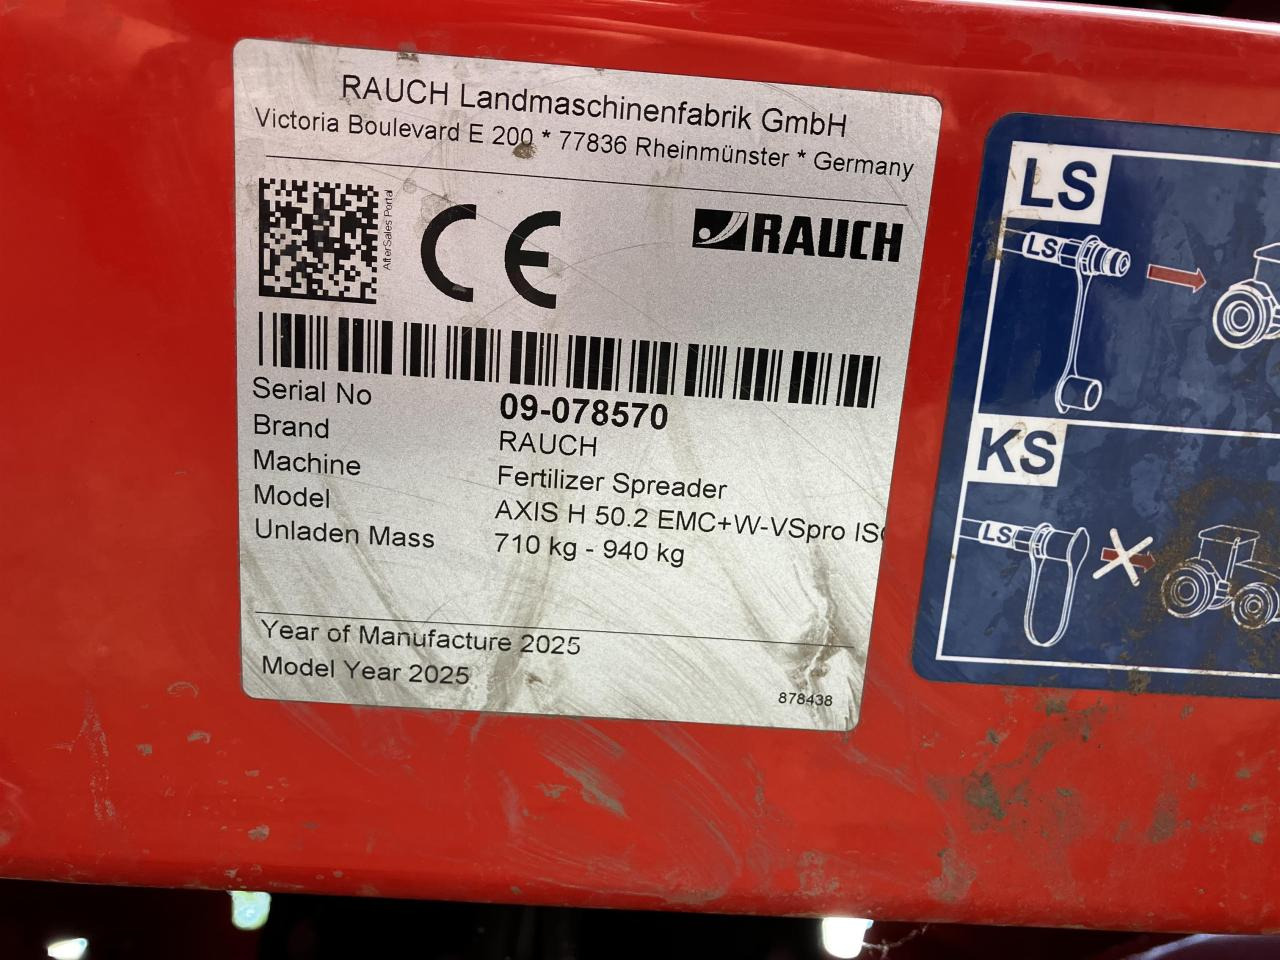 RAUCH Landmaschinenfabrik GmbH
Victoria Boulevard E 200 * 77836 Rheinmünster * Germany
AfterSales Portal
CE
RAUCH
Serial No 09-078570
Brand RAUCH
Machine Fertilizer Spreader
Model AXIS H 50.2 EMC+W-VSpro IS
Unladen Mass 710 kg - 940 kg
Year of Manufacture 2025
Model Year 2025
878438
LS
LS
KS
LS